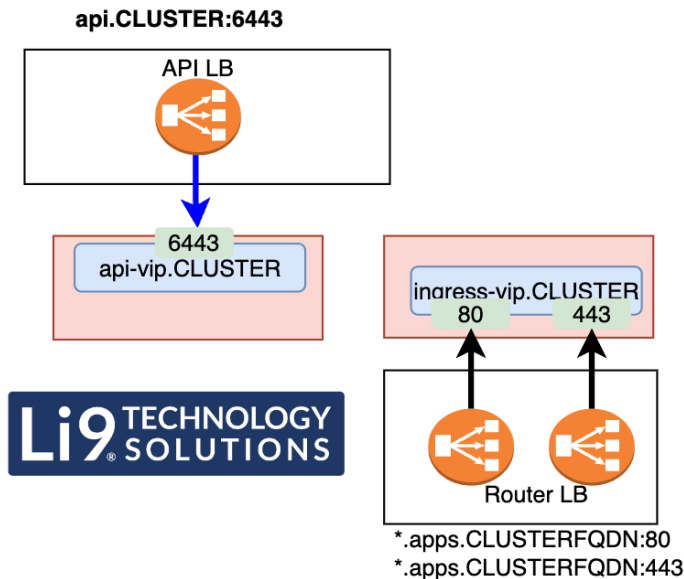 api.CLUSTER:6443
API LB
6443
api-vip.CLUSTER
ingress-vip.CLUSTER
80
443
Li9® TECHNOLOGY
SOLUTIONS
Router LB
*.apps.CLUSTERFQDN:80
*.apps.CLUSTERFQDN:443